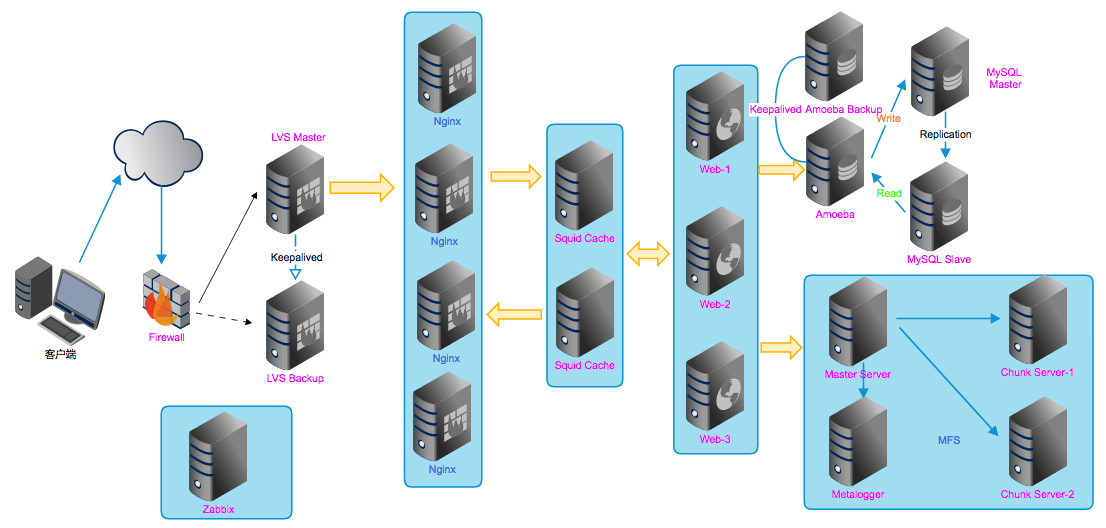 客户端
Firewall
LVS Master
Keepalived
LVS Backup
Zabbix
Nginx
Nginx
Nginx
Nginx
Squid Cache
Squid Cache
Web-1
Web-2
Web-3
Keepalived Amoeba Backup
Amoeba
Write
Read
MySQL
Master
Replication
MySQL Slave
Master Server
Metalogger
Chunk Server-1
MFS
Chunk Server-2